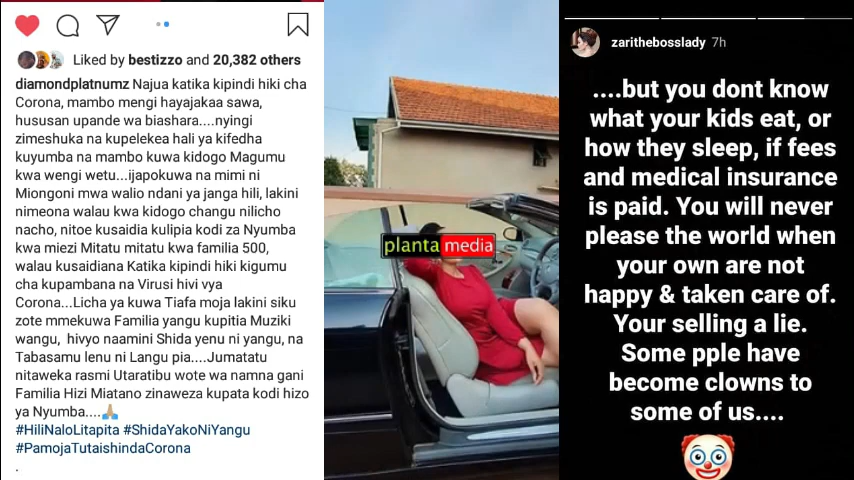 Liked by bestizzo and 20,382 others
diamondplatnumz Najua katika kipindi hiki cha
Corona, mambo mengi hayajakaa sawa,
hususan upande wa biashara....nyingi
zimeshuka na kupelekea hali ya kifedha
kuyumba na mambo kuwa kidogo Magumu
kwa wengi wetu...ijapokuwa na mimi ni
Miongoni mwa walio ndani ya janga hili, lakini
nimeona walau kwa kidogo changu nilicho
nacho, nitoe kusaidia kulipia kodi za Nyumba
kwa miezi Mitatu mitatu kwa familia 500,
walau kusaidiana Katika kipindi hiki kigumu
cha kupambana na Virusi hivi vya
Corona...Licha ya kuwa Tiafa moja lakini siku
zote mmekuwa Familia yangu kupitia Muziki
wangu, hivyo naamini Shida yenu ni yangu, na
Tabasamu lenu ni Langu pia....Jumatatu
nitaweka rasmi Utaratibu wote wa namna gani
Familia Hizi Miatano zinaweza kupata kodi hizo
ya Nyumba....🙏🏼
#HiliNaloLitapita #ShidaYakoNiYangu
#PamojaTutaishindaCorona
.
planta media
zarithebosslady 7h
....but you dont know
what your kids eat, or
how they sleep, if fees
and medical insurance
is paid. You will never
please the world when
your own are not
happy & taken care of.
Your selling a lie.
Some pple have
become clowns to
some of us....
🤡